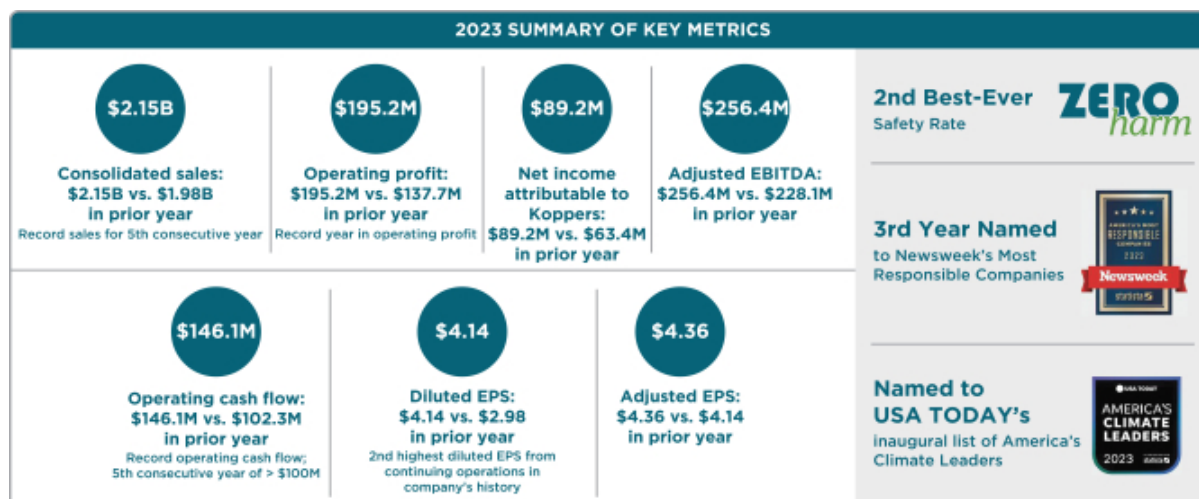 2023 SUMMARY OF KEY METRICS
$2.15B
Consolidated sales:
$2.15B vs. $1.98B
in prior year
Record sales for 5th consecutive year
$195.2M
Operating profit:
$195.2M vs. $137.7M
in prior year
Record year in operating profit
$89.2M
Net income
attributable to
Koppers:
$89.2M vs. $63.4M
in prior year
$256.4M
Adjusted EBITDA:
$256.4M vs. $228.1M
in prior year
$146.1M
Operating cash flow:
$146.1M vs. $102.3M
in prior year
Record operating cash flow;
5th consecutive year of > $100M
$4.14
Diluted EPS:
$4.14 vs. $2.98
in prior year
2nd highest diluted EPS from
continuing operations in
company's history
$4.36
Adjusted EPS:
$4.36 vs. $4.14
in prior year
2nd Best-Ever
Safety Rate
ZERO
harm
3rd Year Named
to Newsweek's Most
Responsible Companies
AMERICA'S MOST
RESPONSIBLE
COMPANIES
Newsweek
statista
Named to
USA TODAY's
inaugural list of America's
Climate Leaders
USA TODAY
AMERICA'S
CLIMATE
LEADERS
2023 statista